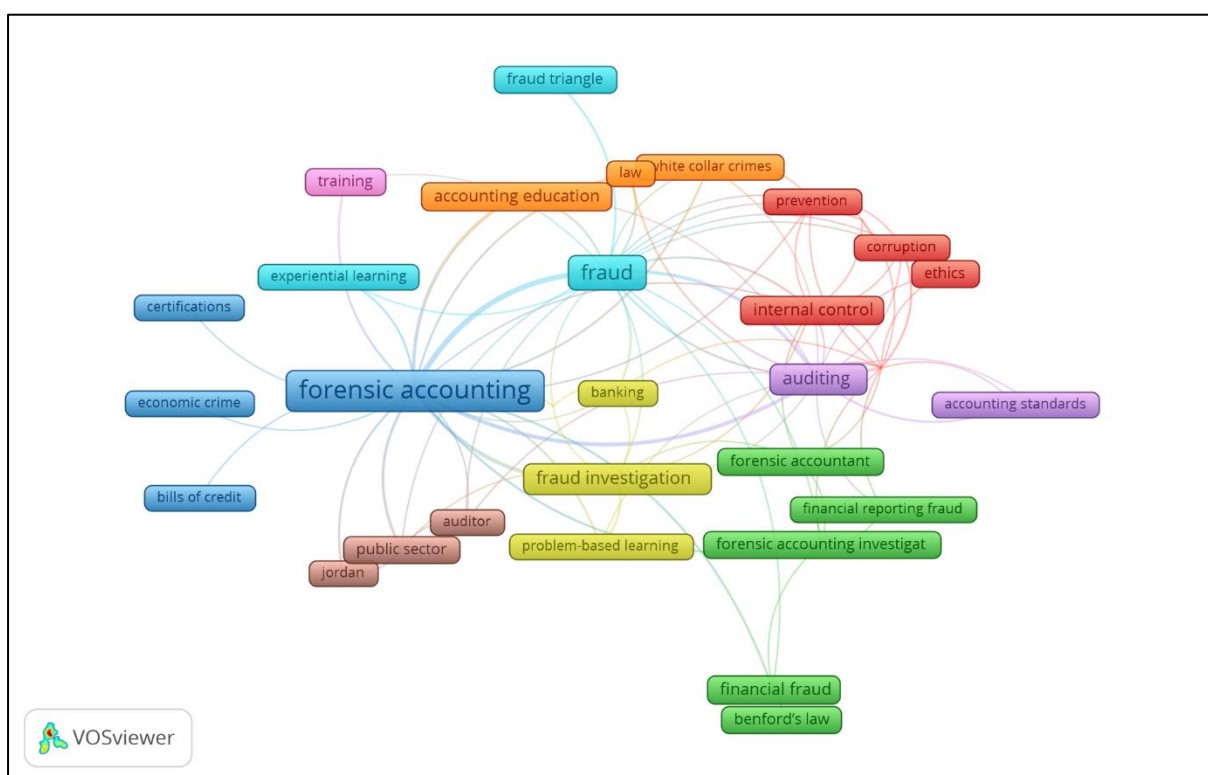 fraud triangle
law
white collar crimes
training
accounting education
prevention
corruption
fraud
experiential learning
ethics
certifications
internal control
auditing
forensic accounting
banking
economic crime
accounting standards
forensic accountant
fraud investigation
bills of credit
financial reporting fraud
auditor
forensic accounting investigat
problem-based learning
public sector
jordan
financial fraud
benford's law
VOSviewer